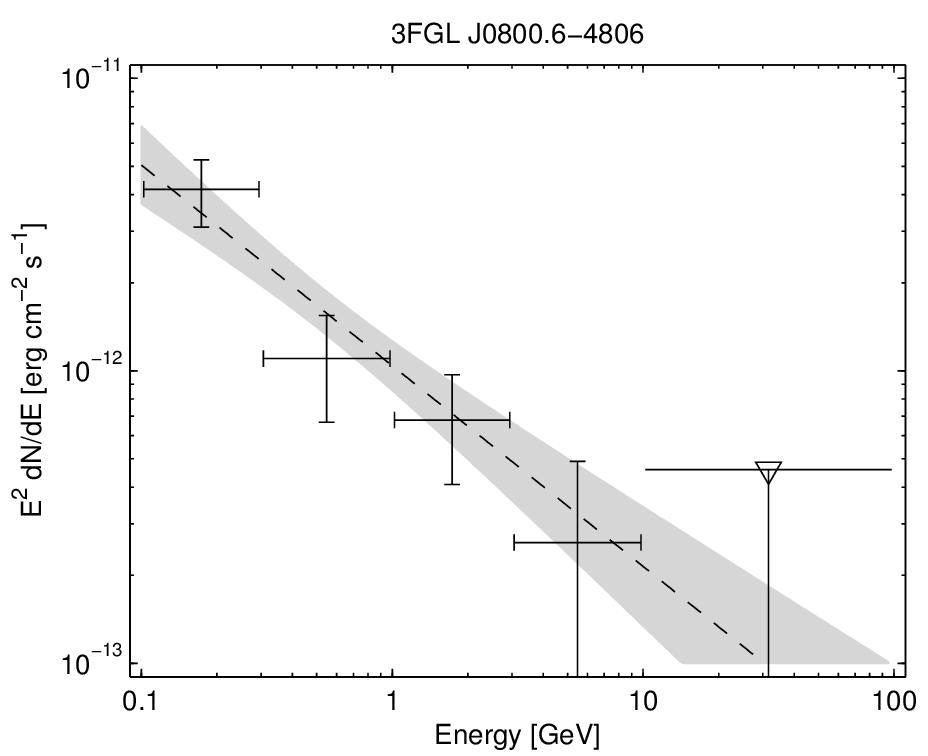 3FGL J0800.6−4806
10⁻¹¹
10⁻¹²
10⁻¹³
E² dN/dE [erg cm⁻² s⁻¹]
0.1 1 10 100
Energy [GeV]